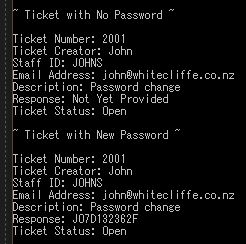 ~ Ticket with No Password ~
Ticket Number: 2001
Ticket Creator: John
Staff ID: JOHNS
Email Address: john@whitecliffe.co.nz
Description: Password change
Response: Not Yet Provided
Ticket Status: Open
~ Ticket with New Password ~
Ticket Number: 2001
Ticket Creator: John
Staff ID: JOHNS
Email Address: john@whitecliffe.co.nz
Description: Password change
Response: JO7D132362F
Ticket Status: Open